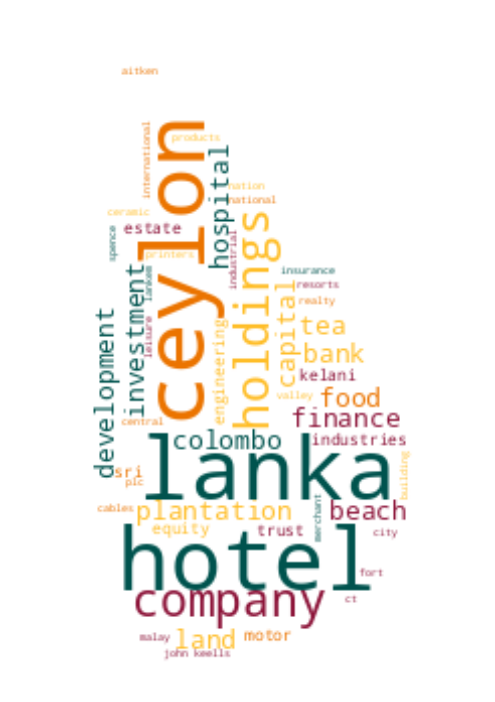 aitken
international
products
ceylon
hospital
nation
national
ceramic
estate
spence
printers
industrial
holdings
insurance
investment
lankem
resorts
realty
capital
development
leisure
engineering
tea
bank
kelani
valley
food
central
finance
colombo
industries
lanka
sri
plc
building
cables
plantation
merchant
beach
equity
trust
city
hotel
fort
company
ct
malay
land
motor
john keells